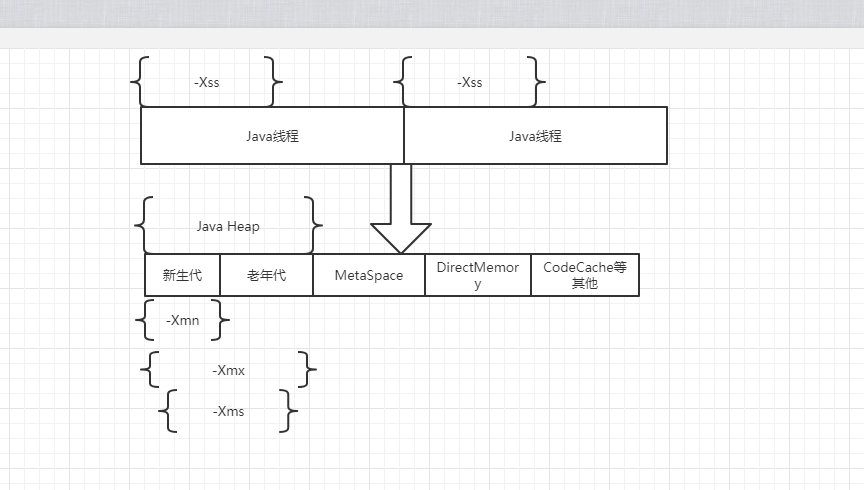 -Xss
-Xss
Java线程
Java线程
Java Heap
新生代
老年代
MetaSpace
DirectMemor
y
CodeCache等
其他
-Xmn
-Xmx
-Xms